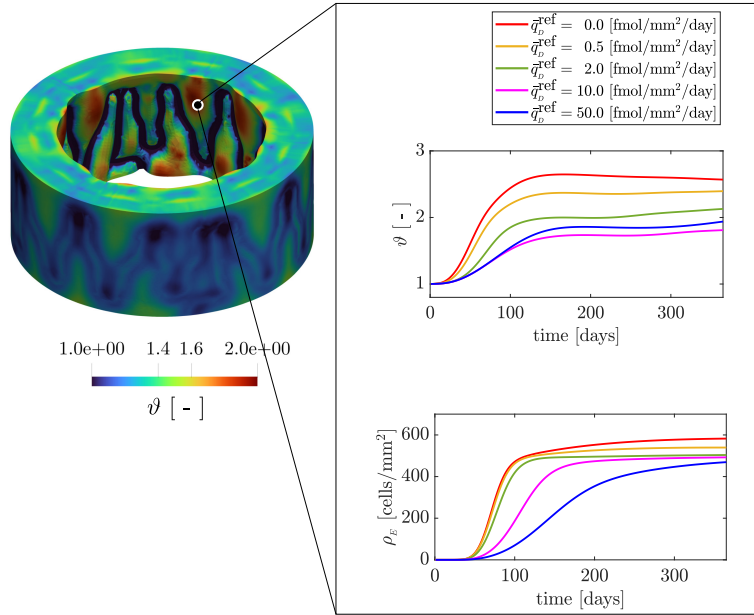 q̄_D^ref = 0.0 [fmol/mm²/day]
q̄_D^ref = 0.5 [fmol/mm²/day]
q̄_D^ref = 2.0 [fmol/mm²/day]
q̄_D^ref = 10.0 [fmol/mm²/day]
q̄_D^ref = 50.0 [fmol/mm²/day]
3
2
1
ϑ [ - ]
0 100 200 300
time [days]
1.0e+00 1.4 1.6 2.0e+00
ϑ [ - ]
600
400
200
0
ρ_E [cells/mm²]
0 100 200 300
time [days]